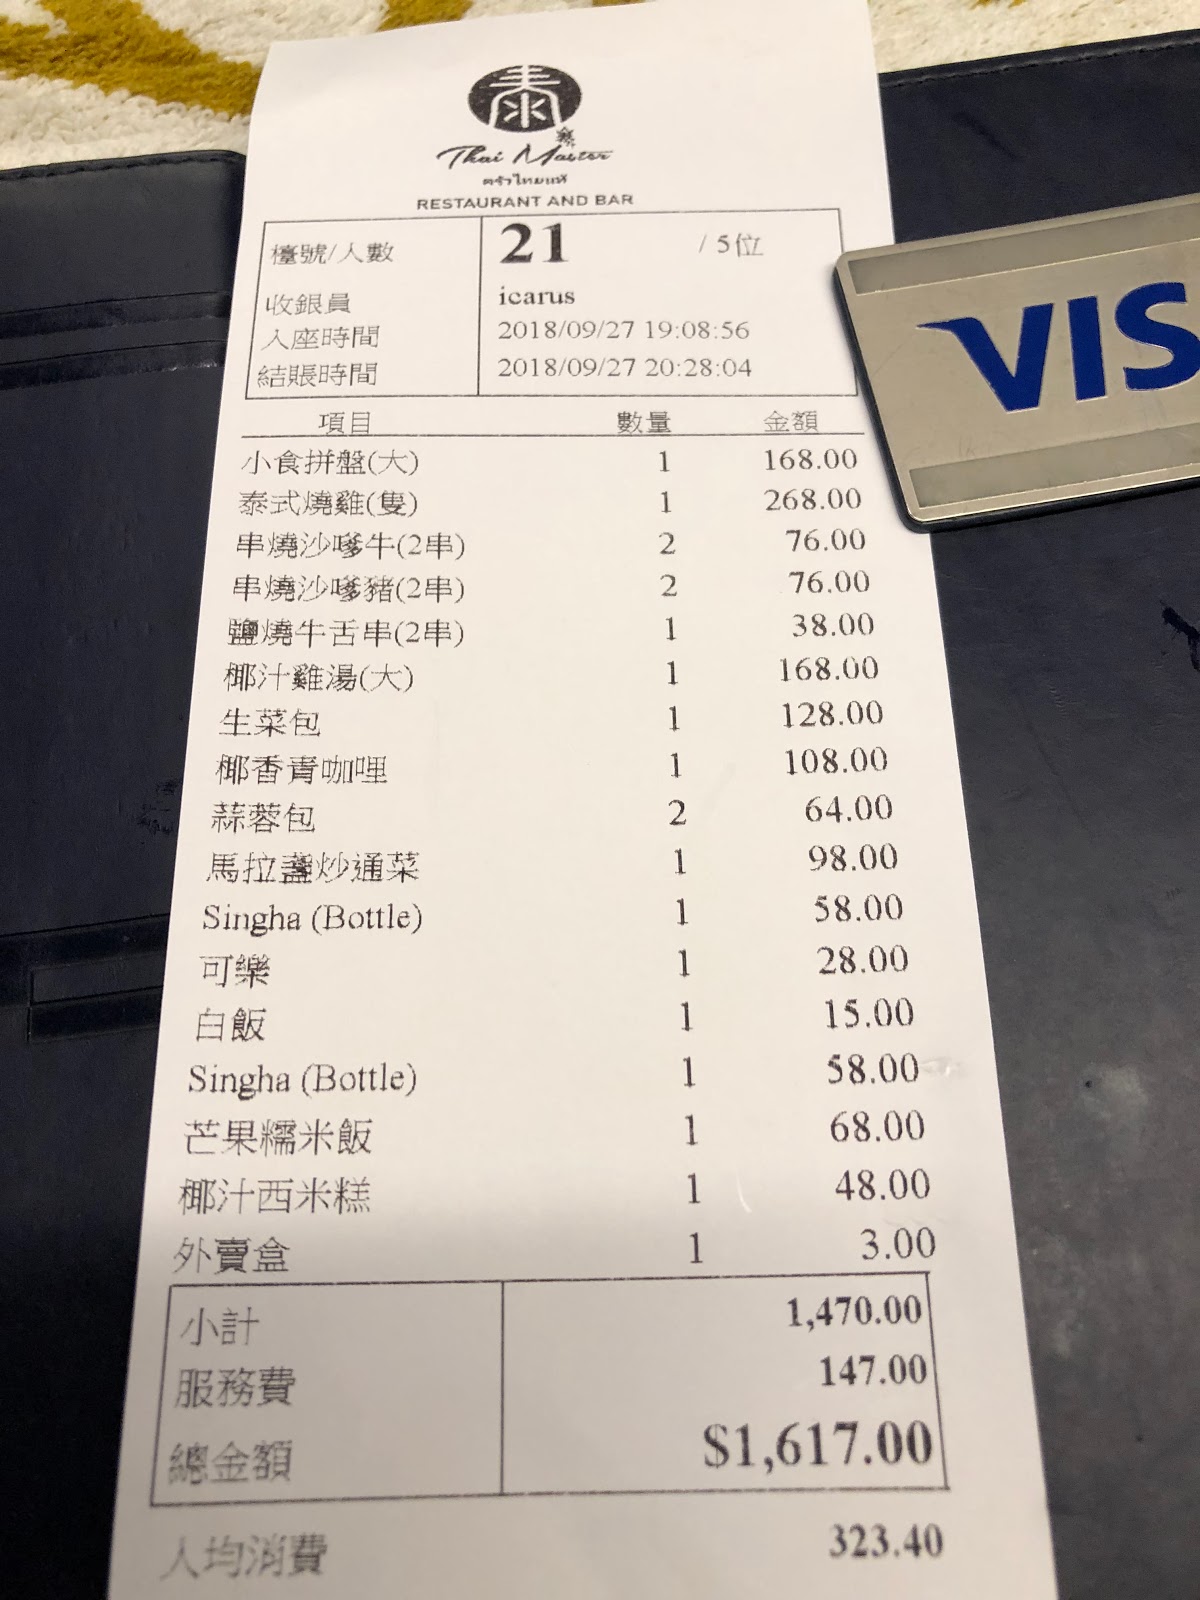 泰
Thai Master
ครัวไทยแท้
RESTAURANT AND BAR
檯號/人數 21 / 5位
收銀員 icarus
入座時間 2018/09/27 19:08:56
結賬時間 2018/09/27 20:28:04
項目 數量 金額
小食拼盤(大) 1 168.00
泰式燒雞(隻) 1 268.00
串燒沙嗲牛(2串) 2 76.00
串燒沙嗲豬(2串) 2 76.00
鹽燒牛舌串(2串) 1 38.00
椰汁雞湯(大) 1 168.00
生菜包 1 128.00
椰香青咖哩 1 108.00
蒜蓉包 2 64.00
馬拉盞炒通菜 1 98.00
Singha (Bottle) 1 58.00
可樂 1 28.00
白飯 1 15.00
Singha (Bottle) 1 58.00
芒果糯米飯 1 68.00
椰汁西米糕 1 48.00
外賣盒 1 3.00
小計 1,470.00
服務費 147.00
總金額 $1,617.00
人均消費 323.40
VIS